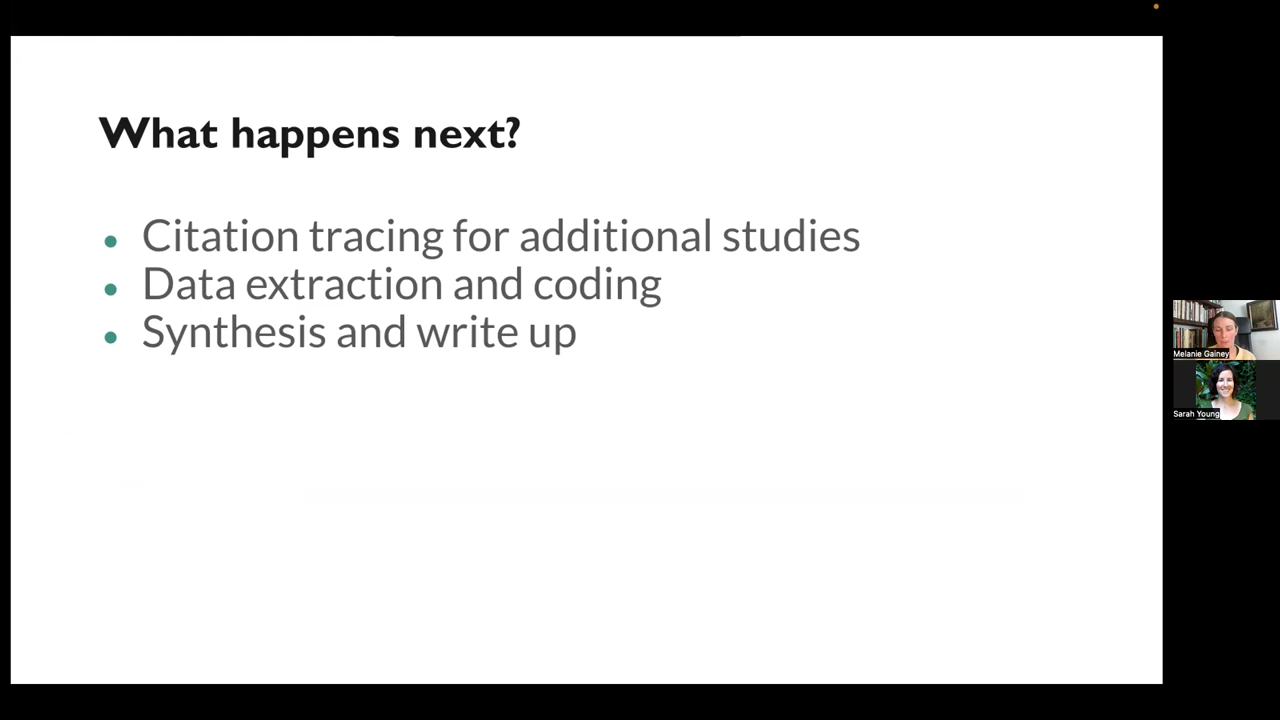 What happens next?
Citation tracing for additional studies
Data extraction and coding
Synthesis and write up
Melanie Gainey
Sarah Young